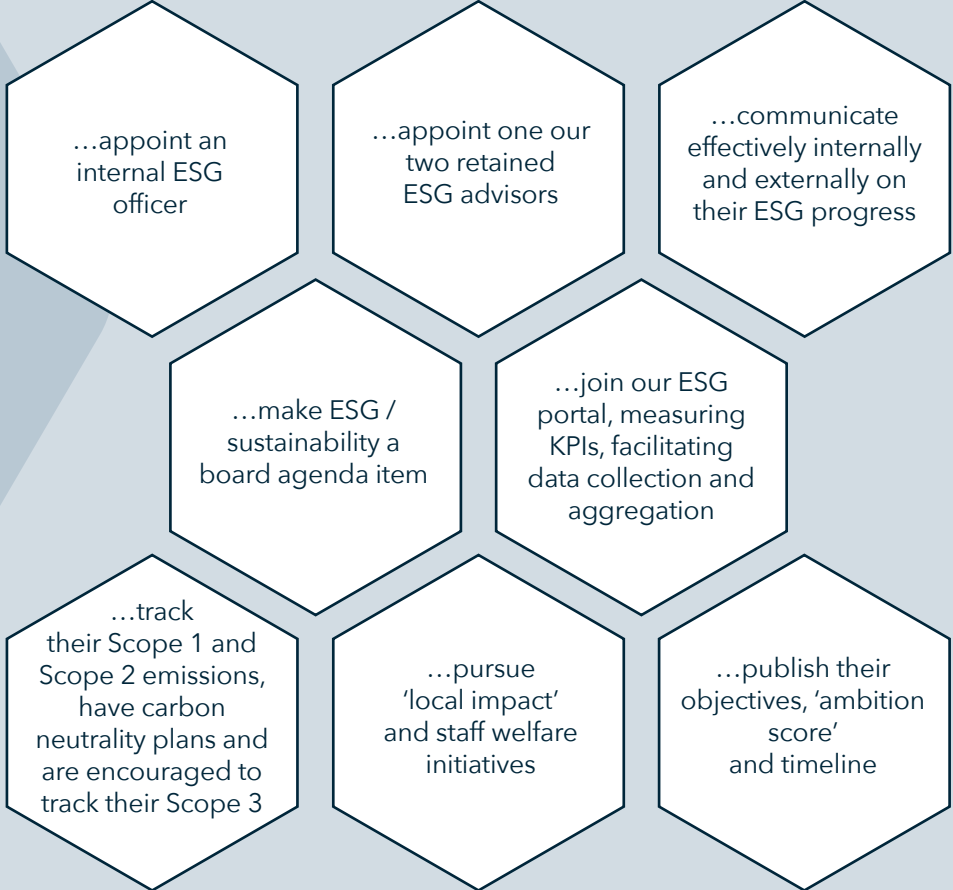 …appoint an
internal ESG
officer
…appoint one our
two retained
ESG advisors
…communicate
effectively internally
and externally on
their ESG progress
…make ESG /
sustainability a
board agenda item
…join our ESG
portal, measuring
KPIs, facilitating
data collection and
aggregation
…track
their Scope 1 and
Scope 2 emissions,
have carbon
neutrality plans and
are encouraged to
track their Scope 3
…pursue
‘local impact’
and staff welfare
initiatives
…publish their
objectives, ‘ambition
score’
and timeline